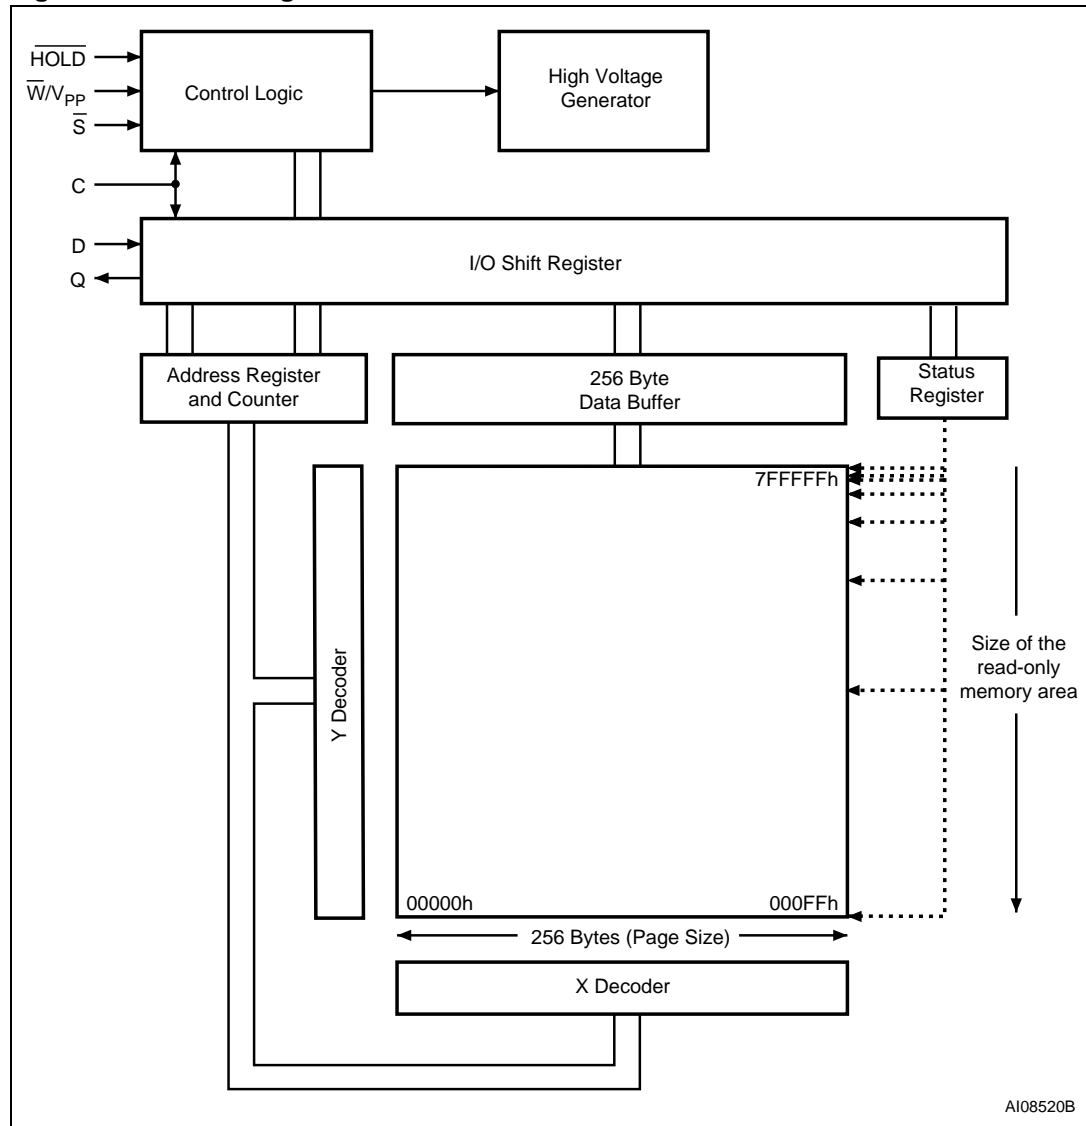 HOLD
W/VPP
S
Control Logic
High Voltage
Generator
C
D
Q
I/O Shift Register
Address Register
and Counter
256 Byte
Data Buffer
Status
Register
7FFFFFh
Y Decoder
Size of the
read-only
memory area
00000h
000FFh
256 Bytes (Page Size)
X Decoder
AI08520B